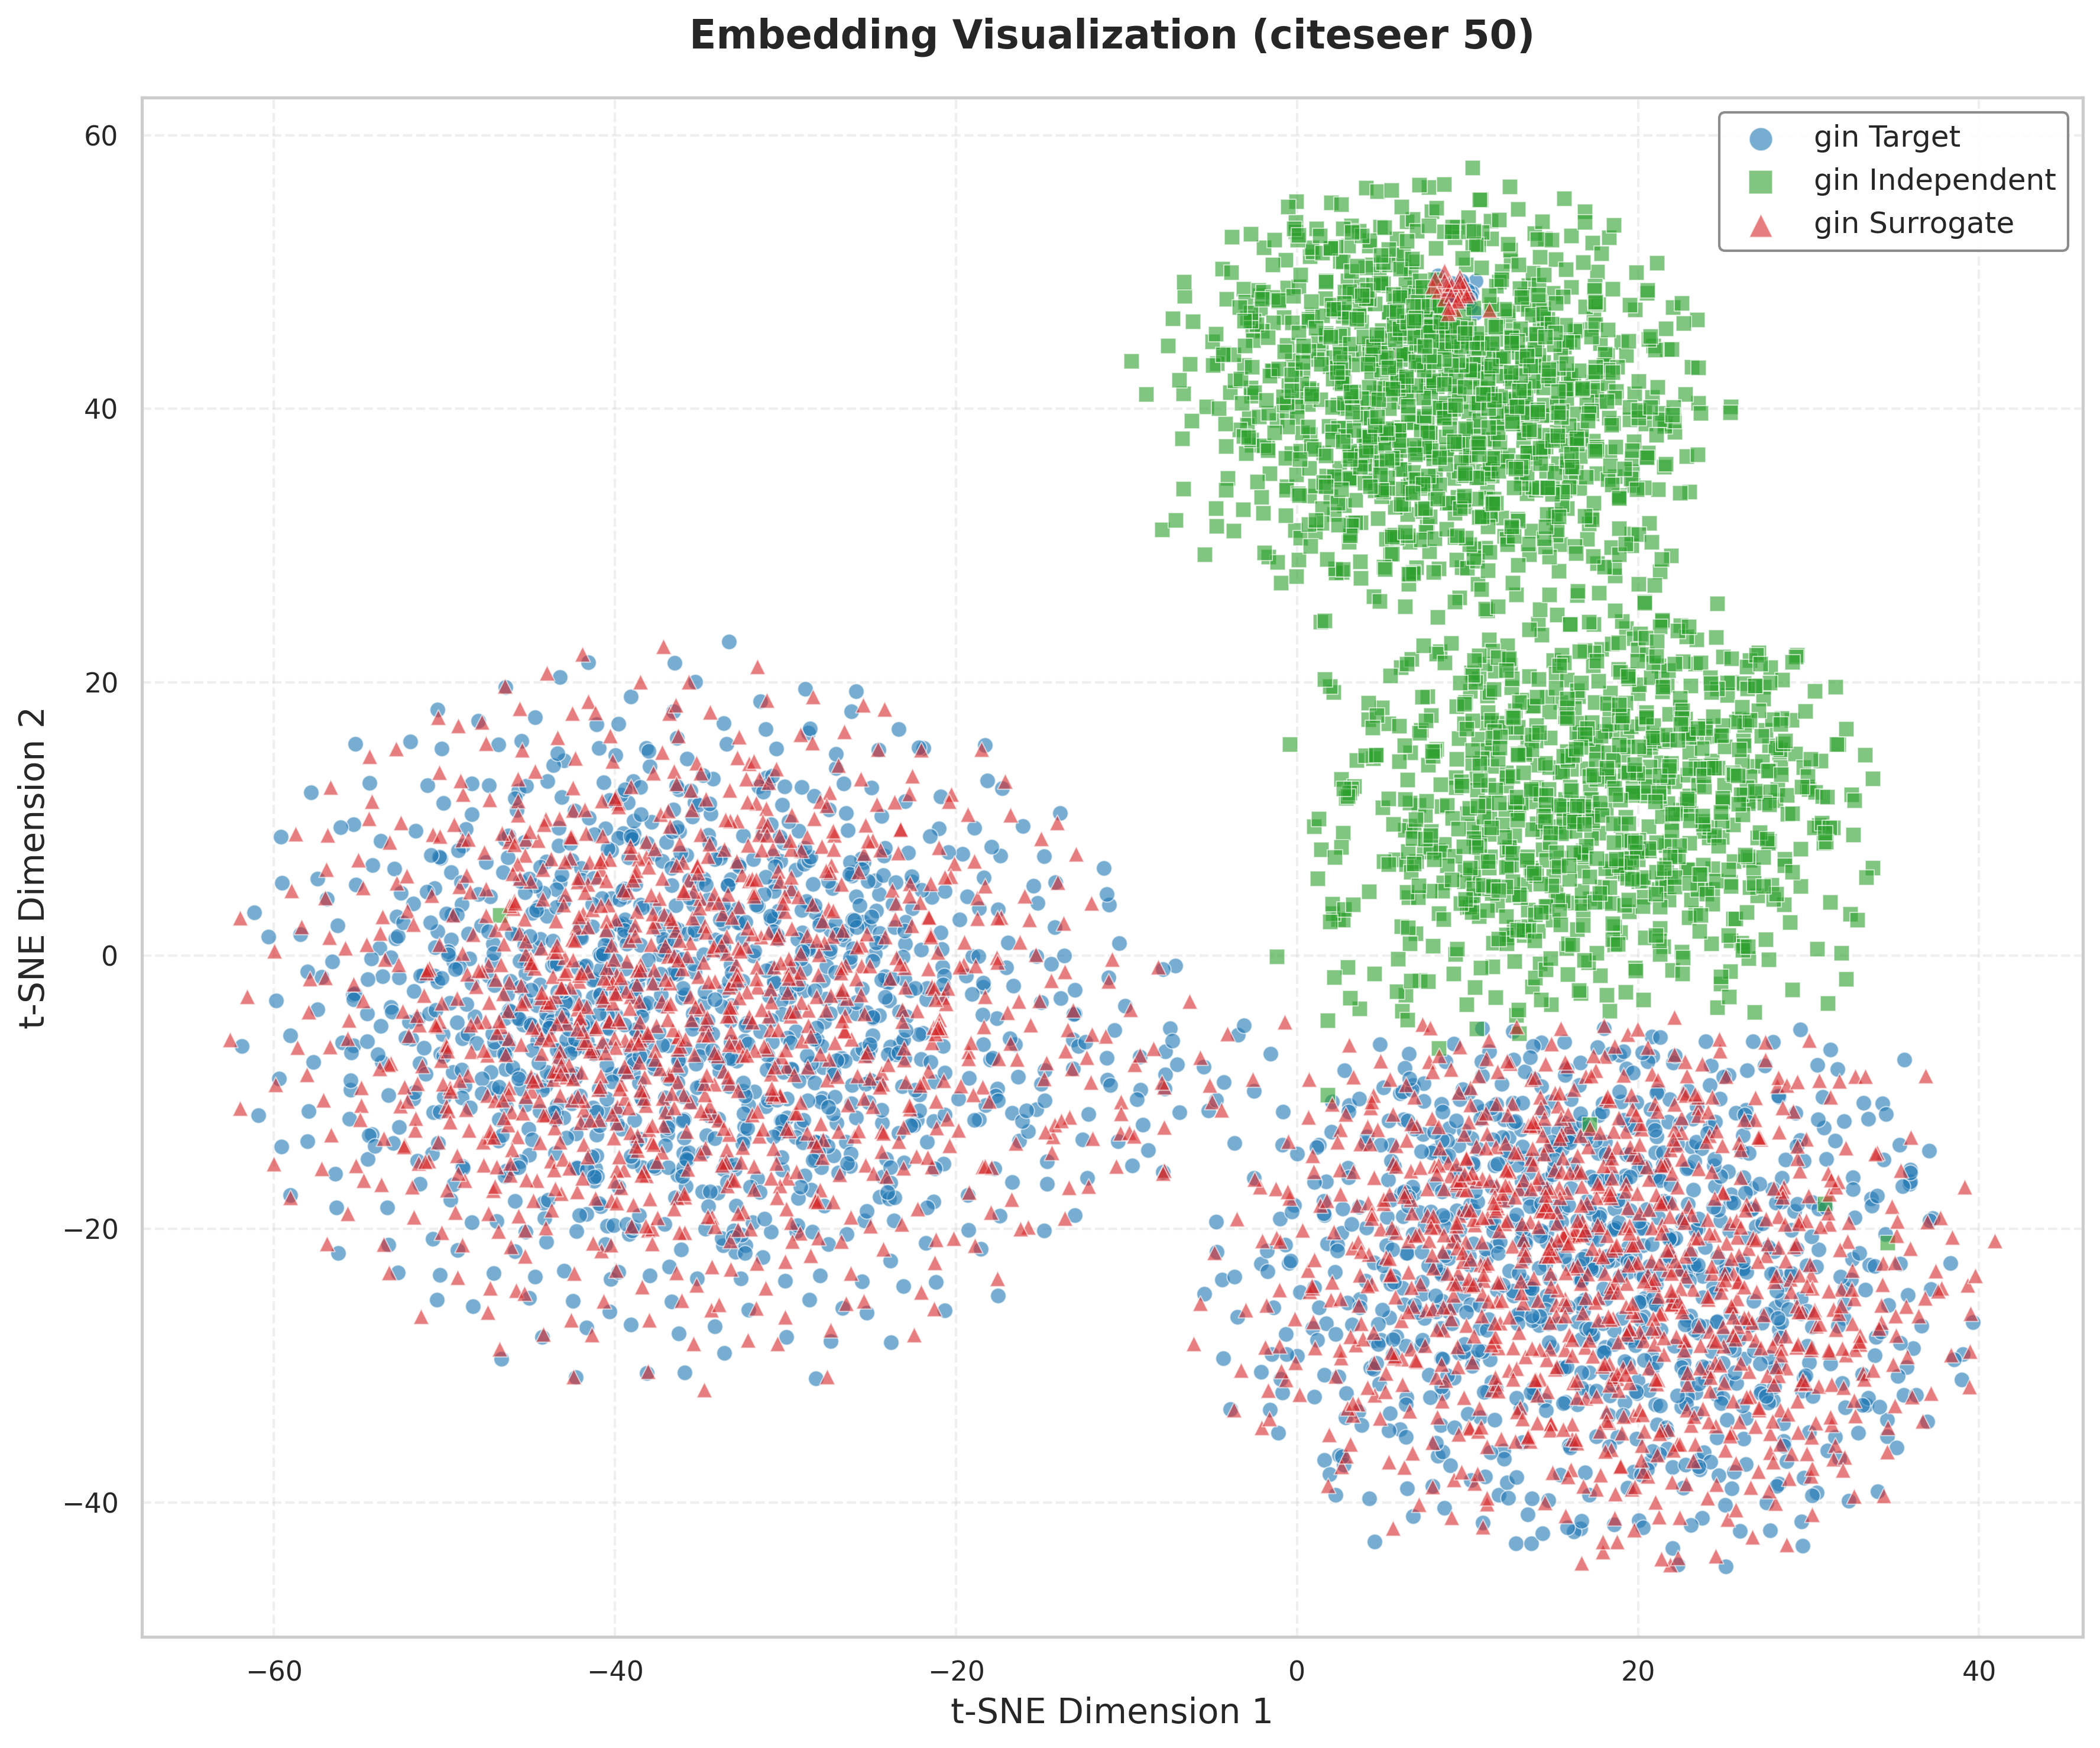 Embedding Visualization (citeseer 50)
gin Target
gin Independent
gin Surrogate
t-SNE Dimension 2
60
40
20
0
−20
−40
−60
−40
−20
0
20
40
t-SNE Dimension 1